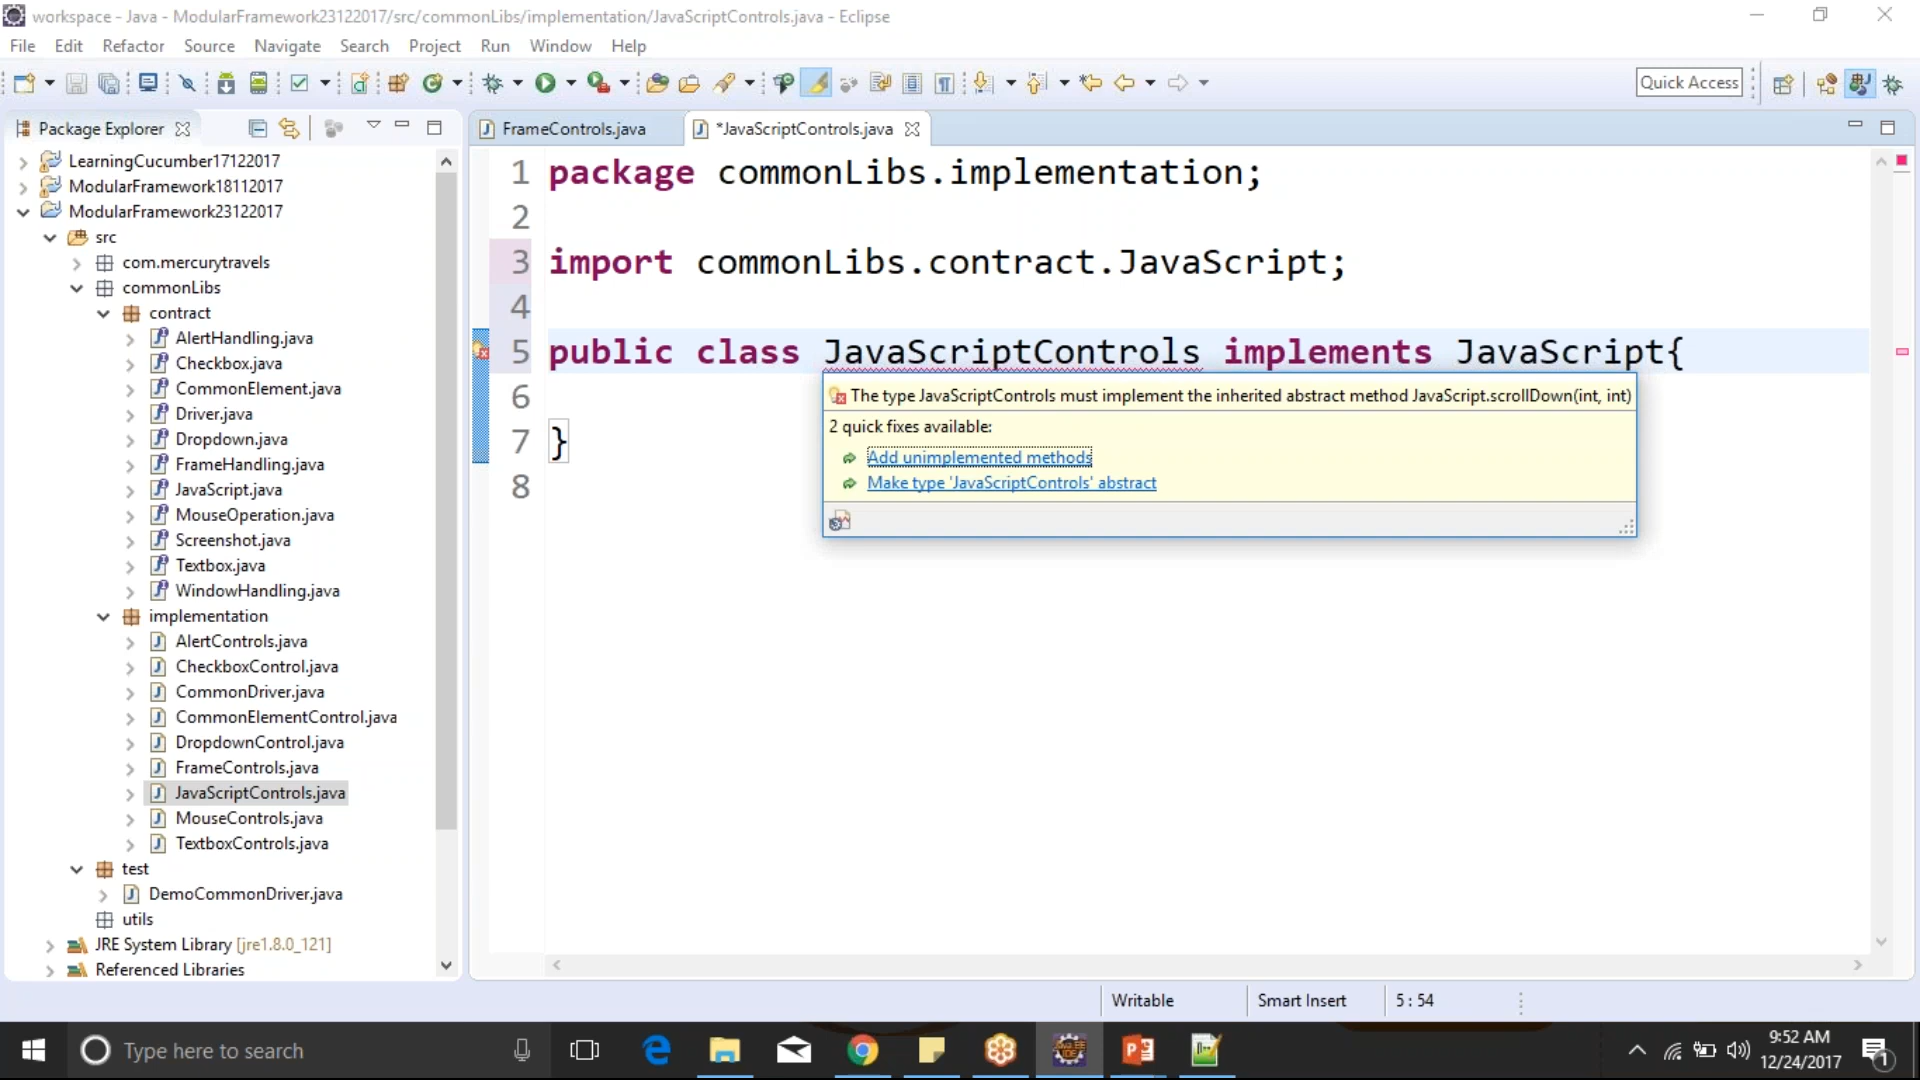 workspace - Java - ModularFramework23122017/src/commonLibs/implementation/JavaScriptControls.java - Eclipse
File Edit Refactor Source Navigate Search Project Run Window Help
Quick Access
Package Explorer
FrameControls.java
*JavaScriptControls.java
LearningCucumber17122017
ModularFramework18112017
ModularFramework23122017
src
com.mercurytravels
commonLibs
contract
AlertHandling.java
Checkbox.java
CommonElement.java
Driver.java
Dropdown.java
FrameHandling.java
JavaScript.java
MouseOperation.java
Screenshot.java
Textbox.java
WindowHandling.java
implementation
AlertControls.java
CheckboxControl.java
CommonDriver.java
CommonElementControl.java
DropdownControl.java
FrameControls.java
JavaScriptControls.java
MouseControls.java
TextboxControls.java
test
DemoCommonDriver.java
utils
JRE System Library [jre1.8.0_121]
Referenced Libraries
1 package commonLibs.implementation;
2
3 import commonLibs.contract.JavaScript;
4
5 public class JavaScriptControls implements JavaScript{
6
7 }
8
The type JavaScriptControls must implement the inherited abstract method JavaScript.scrollDown(int, int)
2 quick fixes available:
Add unimplemented methods
Make type 'JavaScriptControls' abstract
Writable Smart Insert 5 : 54
Type here to search
9:52 AM
12/24/2017
1